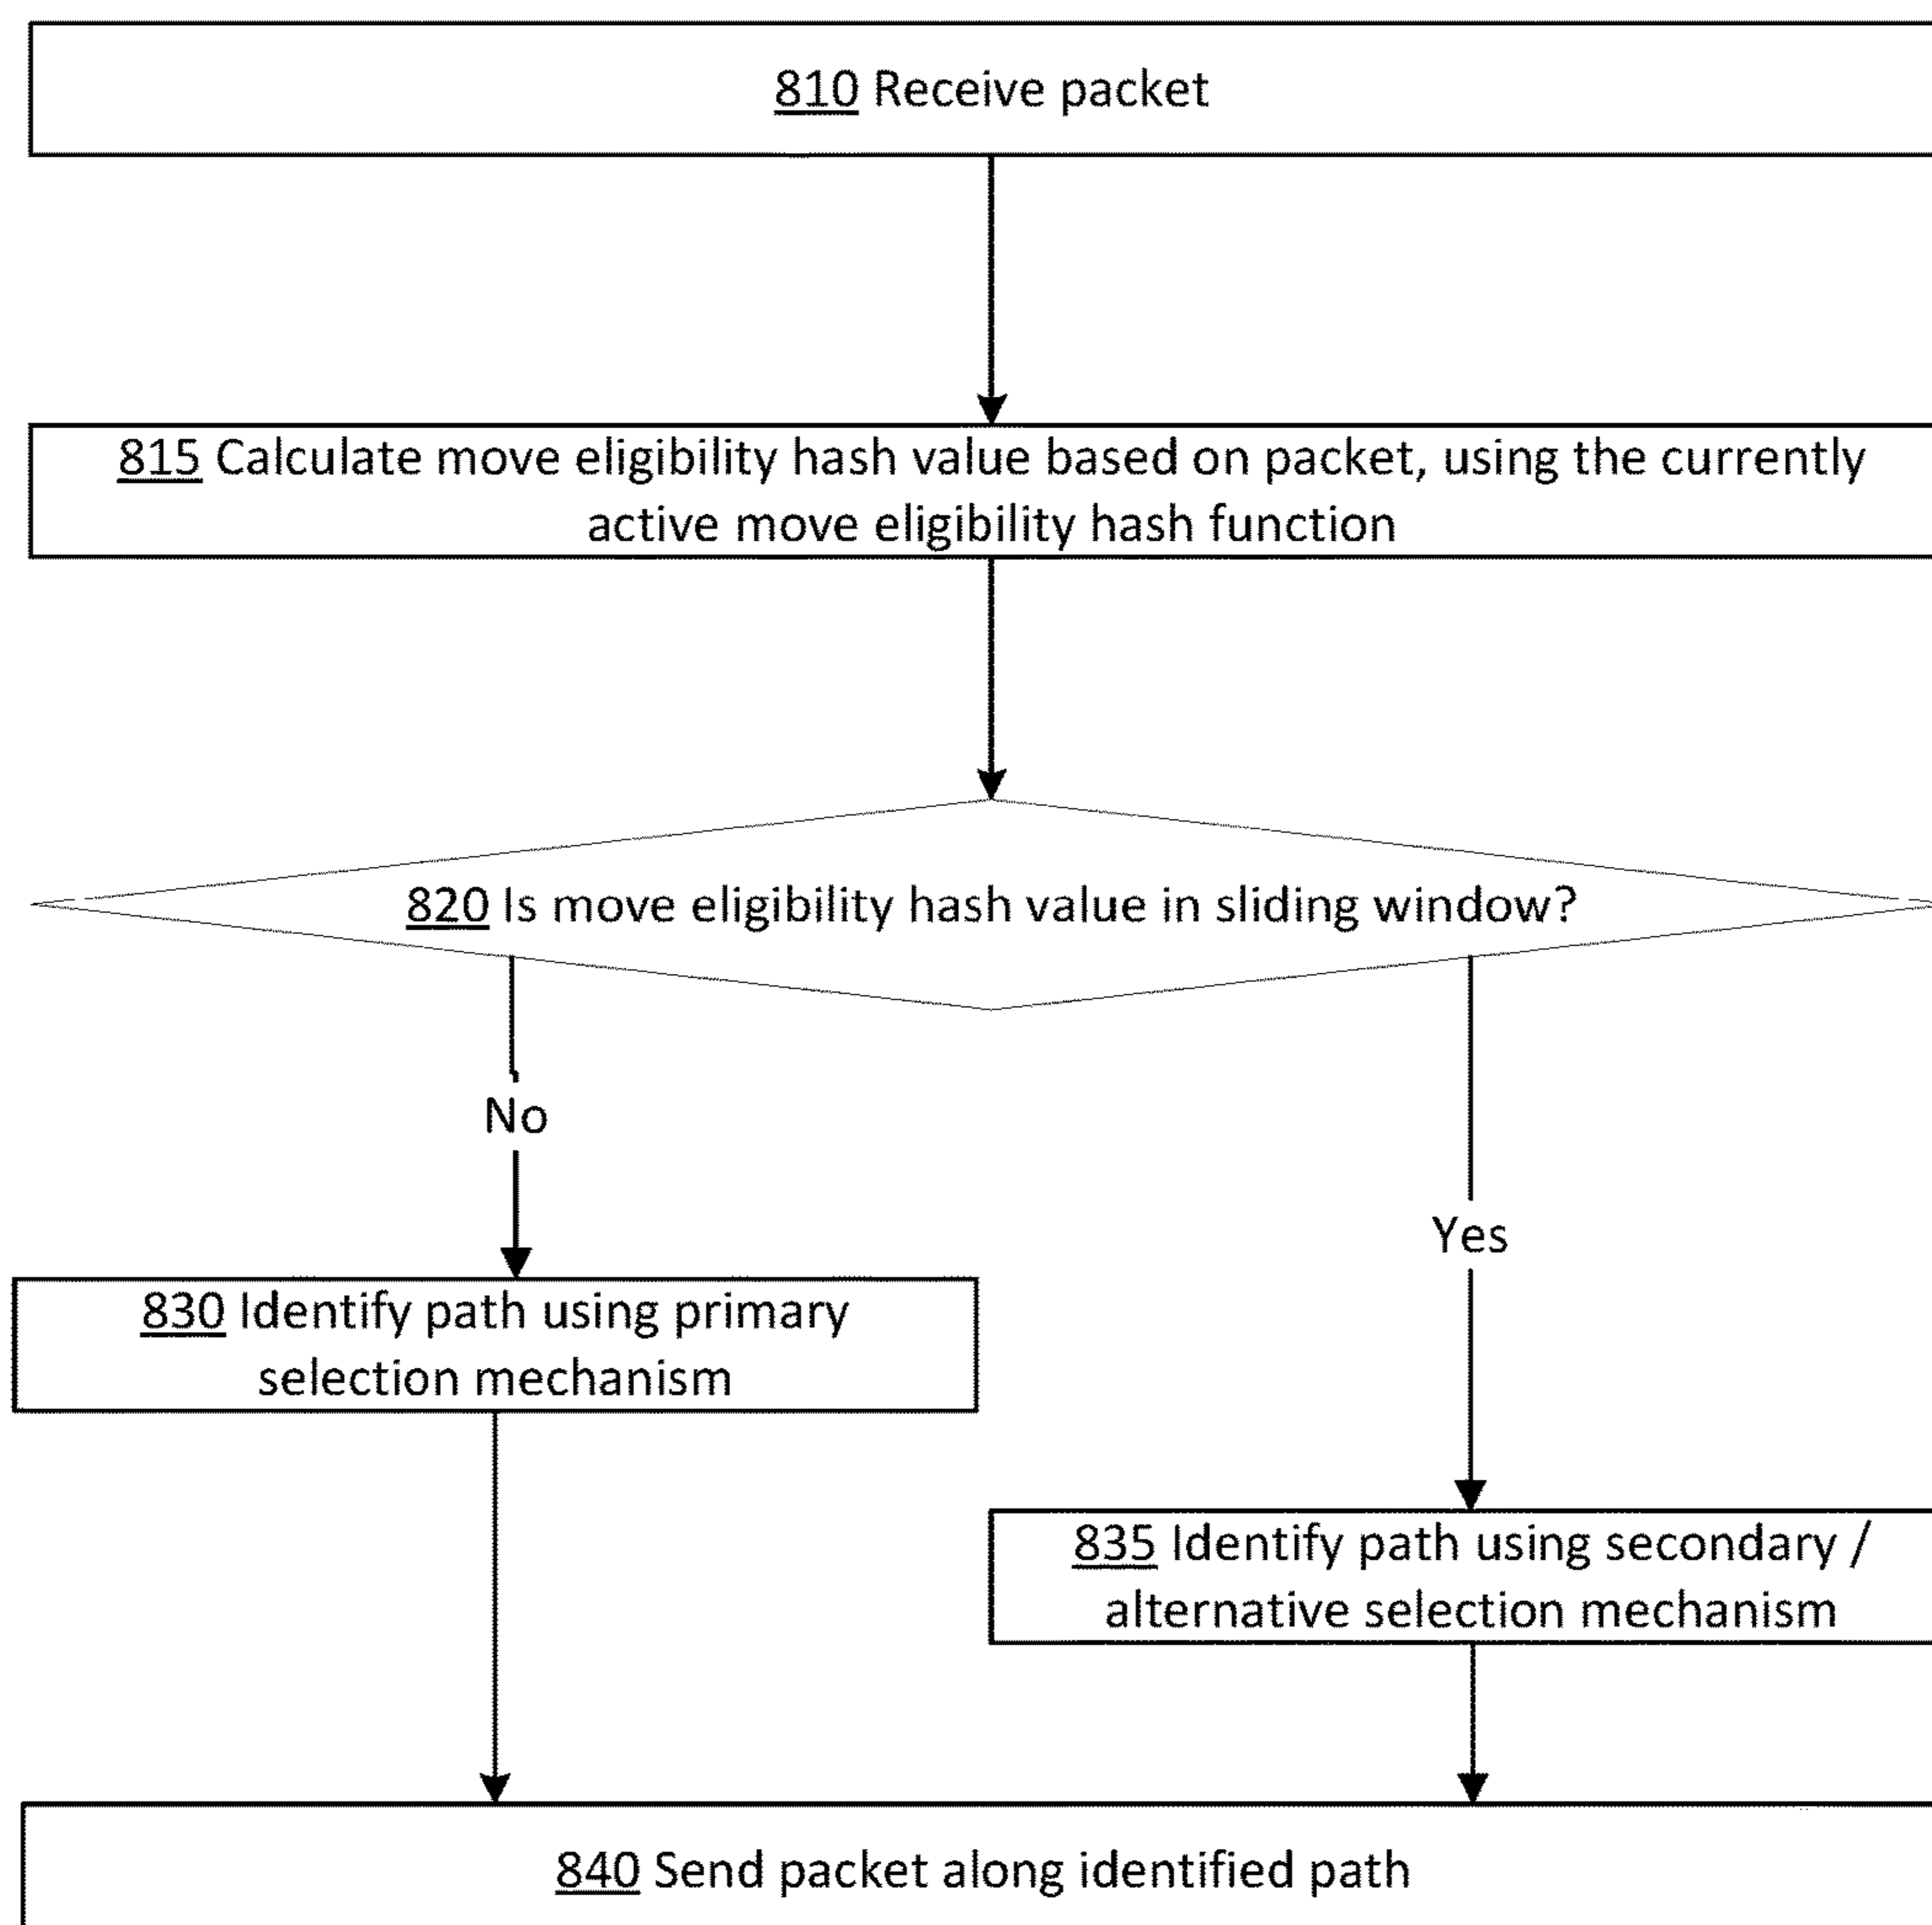 810 Receive packet
815 Calculate move eligibility hash value based on packet, using the currently
active move eligibility hash function
820 Is move eligibility hash value in sliding window?
No
Yes
830 Identify path using primary
selection mechanism
835 Identify path using secondary /
alternative selection mechanism
840 Send packet along identified path